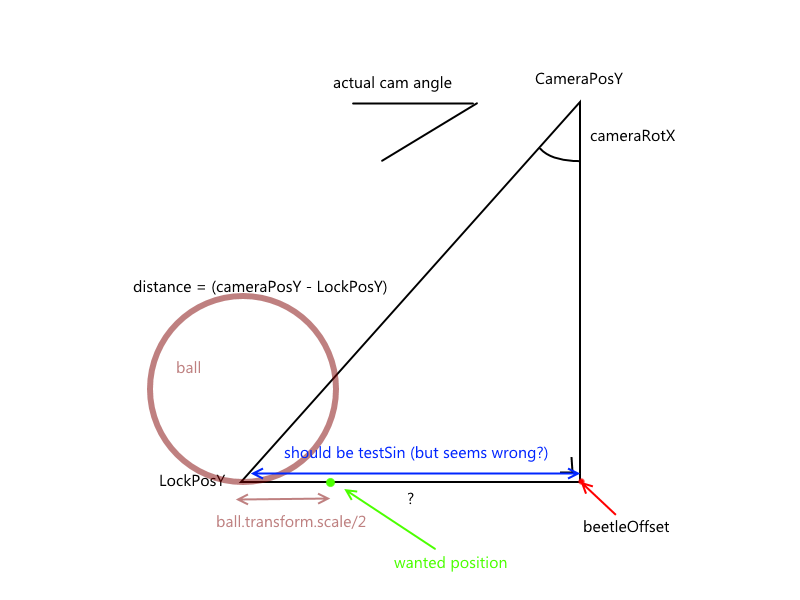 CameraPosY
actual cam angle
cameraRotX
distance = (cameraPosY - LockPosY)
ball
should be testSin (but seems wrong?)
LockPosY
?
ball.transform.scale/2
beetleOffset
wanted position